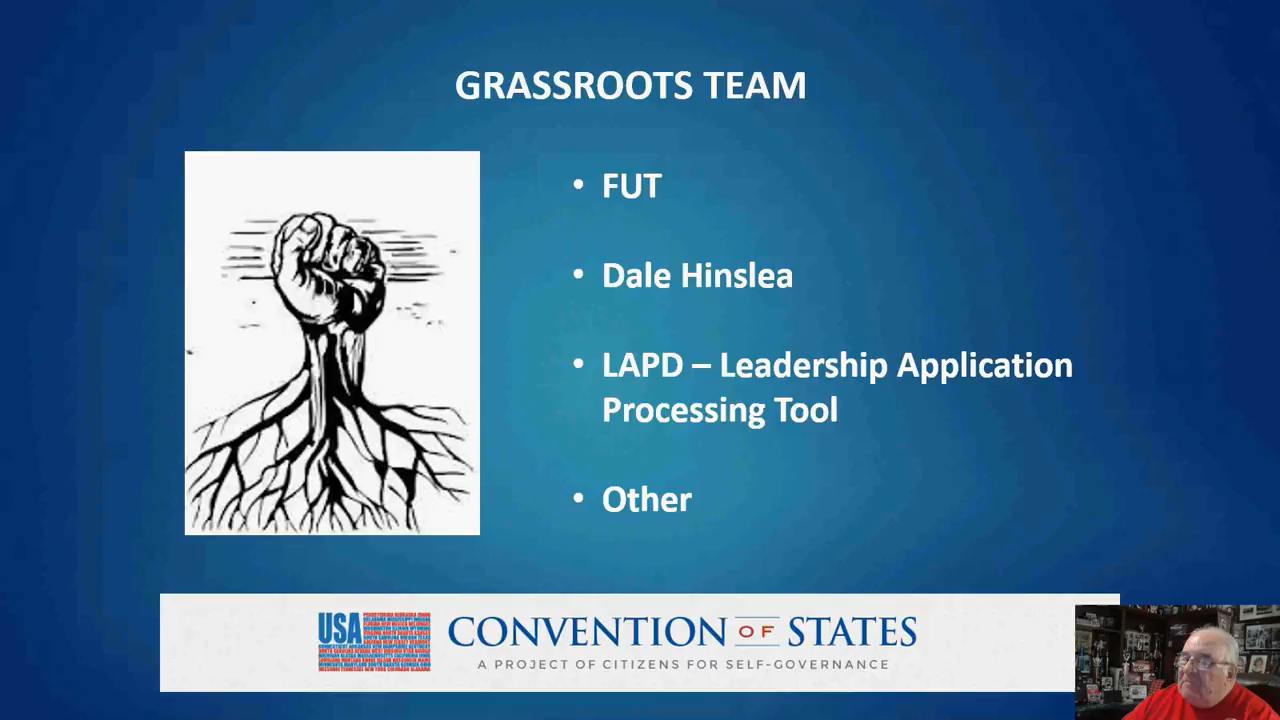 GRASSROOTS TEAM
• FUT
• Dale Hinslea
• LAPD – Leadership Application
Processing Tool
• Other
USA
CONVENTION OF STATES
A PROJECT OF CITIZENS FOR SELF-GOVERNANCE